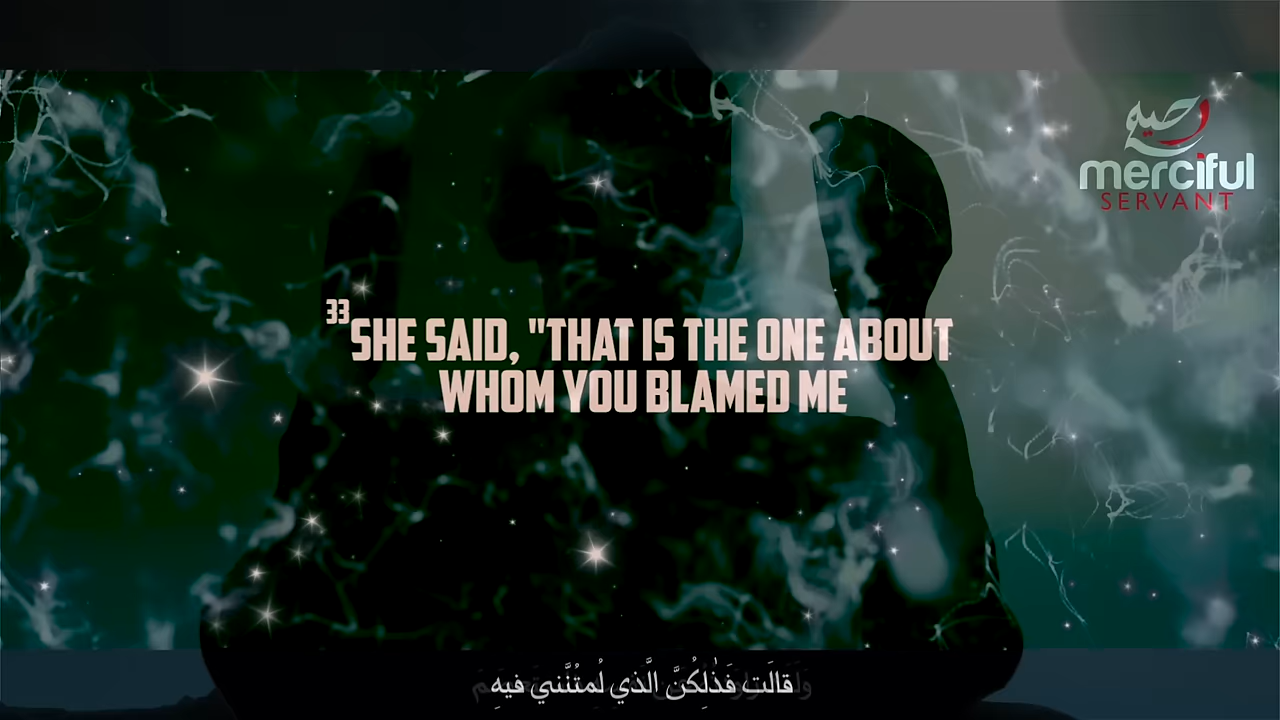 رحيم
merciful
SERVANT
33 SHE SAID, "THAT IS THE ONE ABOUT
WHOM YOU BLAMED ME
قالَت فَذٰلِكُنَّ الَّذي لُمتُنَّني فيهِ